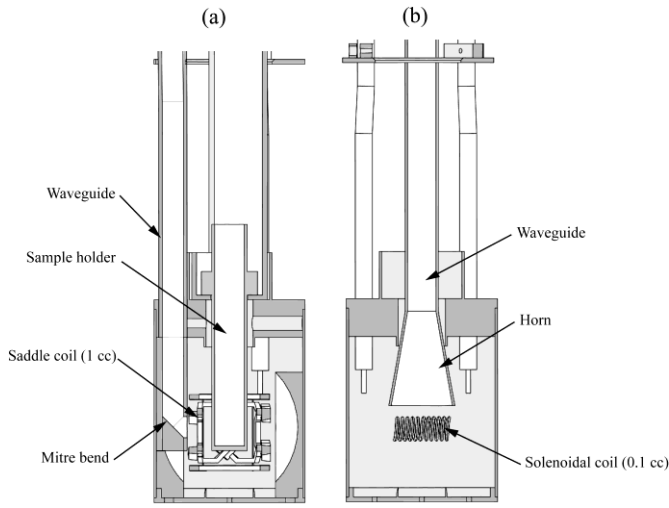 (a)
(b)
Waveguide
Sample holder
Saddle coil (1 cc)
Mitre bend
Waveguide
Horn
Solenoidal coil (0.1 cc)